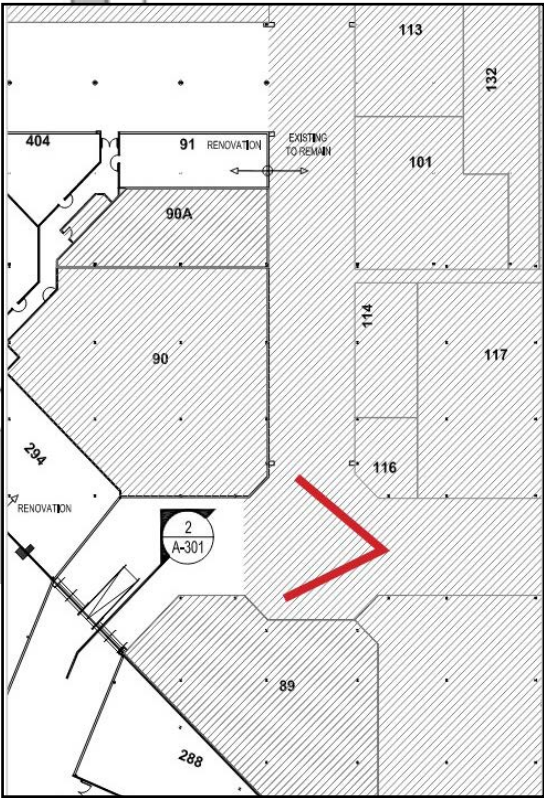 113
132
404
91
RENOVATION
EXISTING
TO REMAIN
101
90A
114
90
117
294
116
RENOVATION
2
A-301
89
288